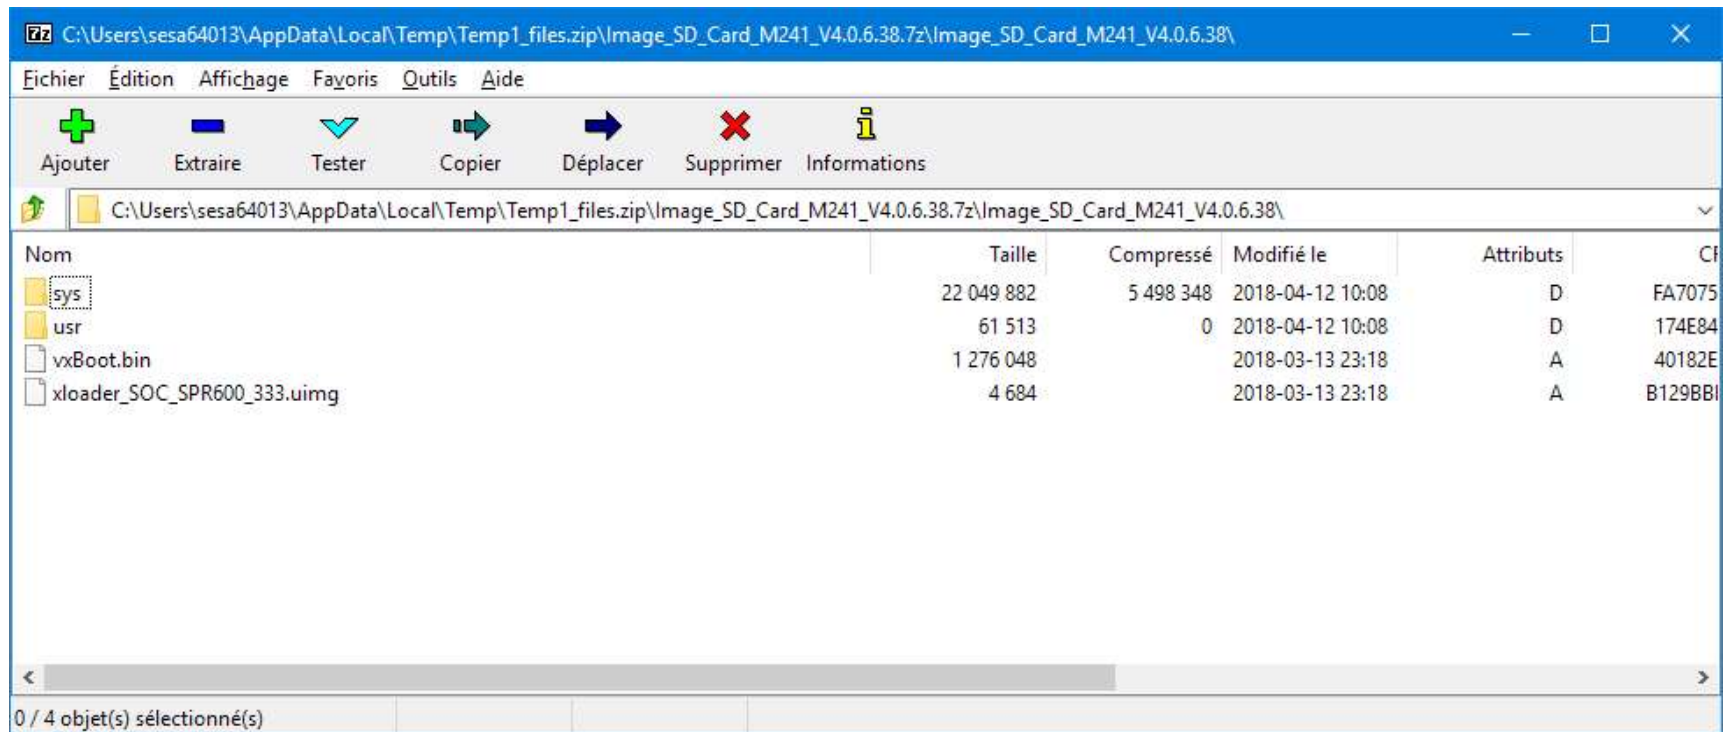 C:\Users\sesa64013\AppData\Local\Temp\Temp1_files.zip\Image_SD_Card_M241_V4.0.6.38.7z\Image_SD_Card_M241_V4.0.6.38\
Fichier Édition Affichage Favoris Outils Aide
Ajouter Extraire Tester Copier Déplacer Supprimer Informations
C:\Users\sesa64013\AppData\Local\Temp\Temp1_files.zip\Image_SD_Card_M241_V4.0.6.38.7z\Image_SD_Card_M241_V4.0.6.38\
Nom Taille Compressé Modifié le Attributs
sys 22 049 882 5 498 348 2018-04-12 10:08 D FA7075
usr 61 513 0 2018-04-12 10:08 D 174E84
vxBoot.bin 1 276 048 2018-03-13 23:18 A 40182E
xloader_SOC_SPR600_333.uimg 4 684 2018-03-13 23:18 A B129BB
0 / 4 objet(s) sélectionné(s)